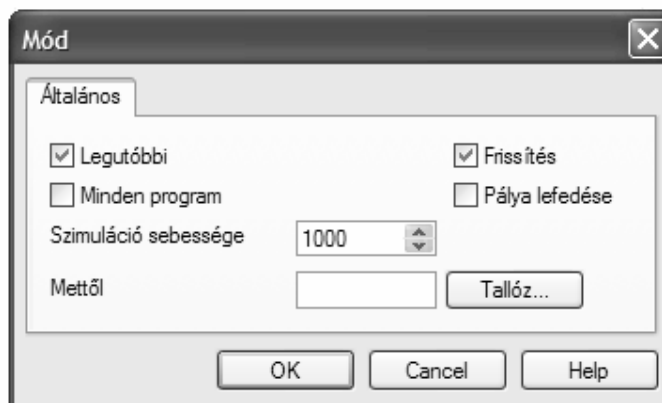 Mód
Általános
Legutóbbi Frissítés
Minden program Pálya lefedése
Szimuláció sebessége 1000
Mettől Tallóz...
OK Cancel Help